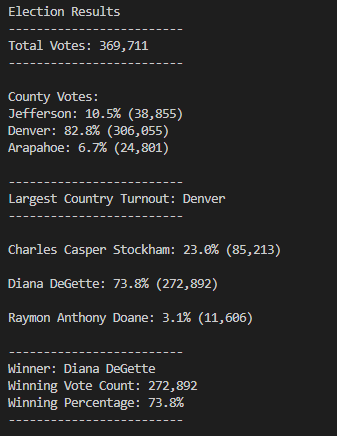 Election Results
-------------------------
Total Votes: 369,711
-------------------------
County Votes:
Jefferson: 10.5% (38,855)
Denver: 82.8% (306,055)
Arapahoe: 6.7% (24,801)
-------------------------
Largest Country Turnout: Denver
-------------------------
Charles Casper Stockham: 23.0% (85,213)
Diana DeGette: 73.8% (272,892)
Raymon Anthony Doane: 3.1% (11,606)
-------------------------
Winner: Diana DeGette
Winning Vote Count: 272,892
Winning Percentage: 73.8%
-------------------------